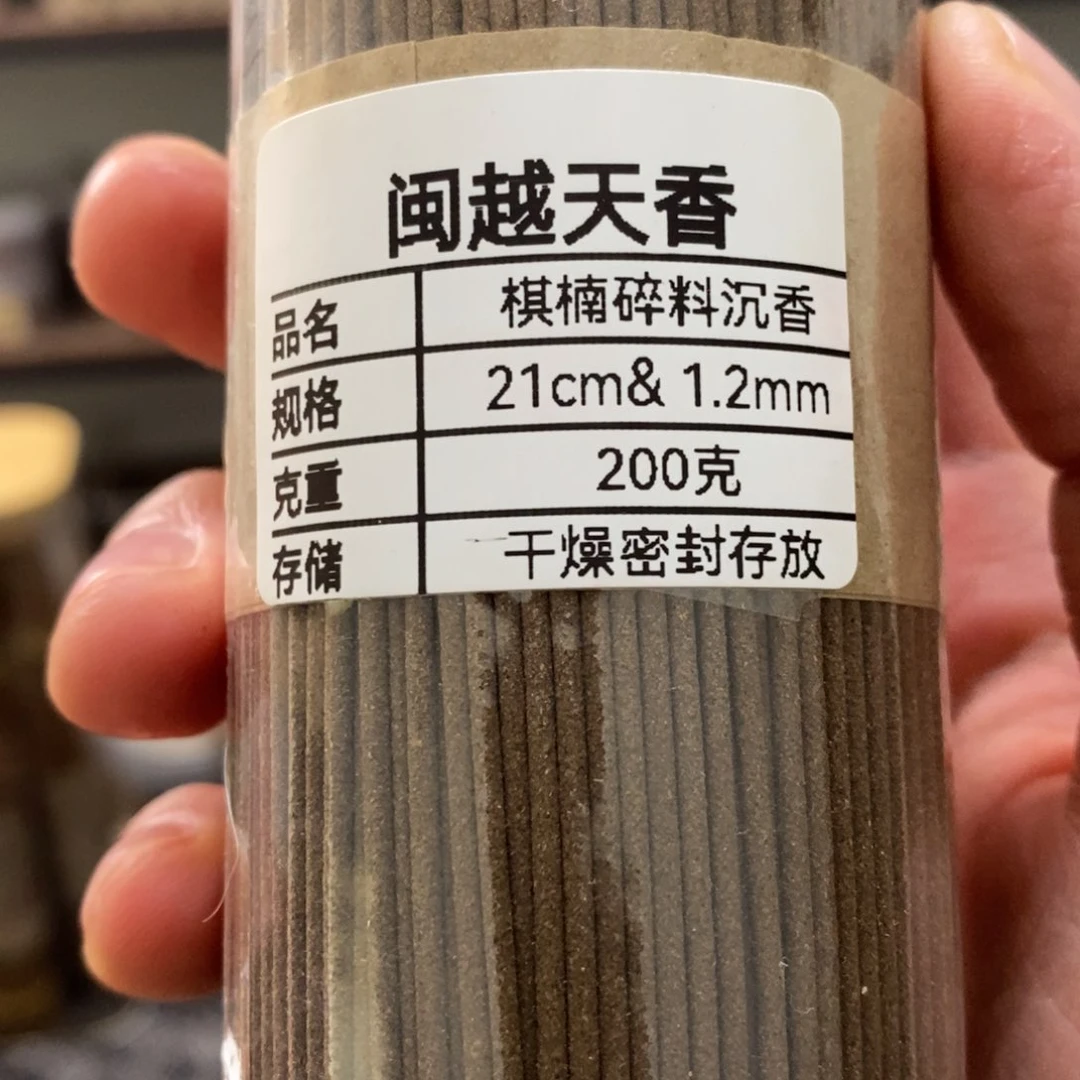 闽越天香
品名 棋楠碎料沉香
规格 21cm& 1.2mm
克重 200克
存储 干燥密封存放